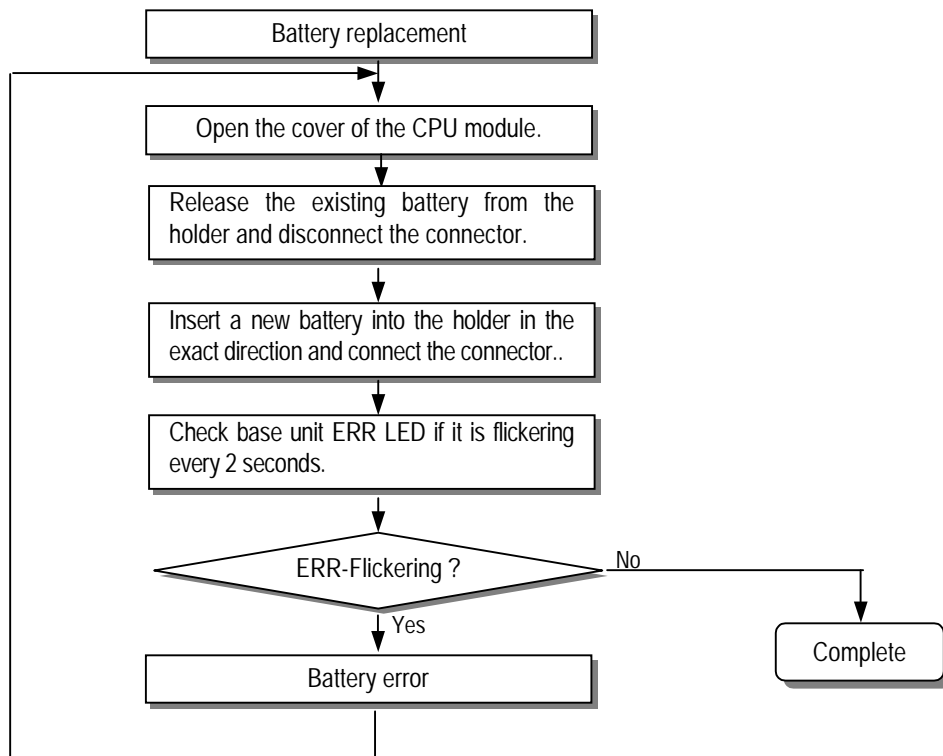 Battery replacement
Open the cover of the CPU module.
Release the existing battery from the
holder and disconnect the connector.
Insert a new battery into the holder in the
exact direction and connect the connector..
Check base unit ERR LED if it is flickering
every 2 seconds.
ERR-Flickering ?
No
Yes
Complete
Battery error